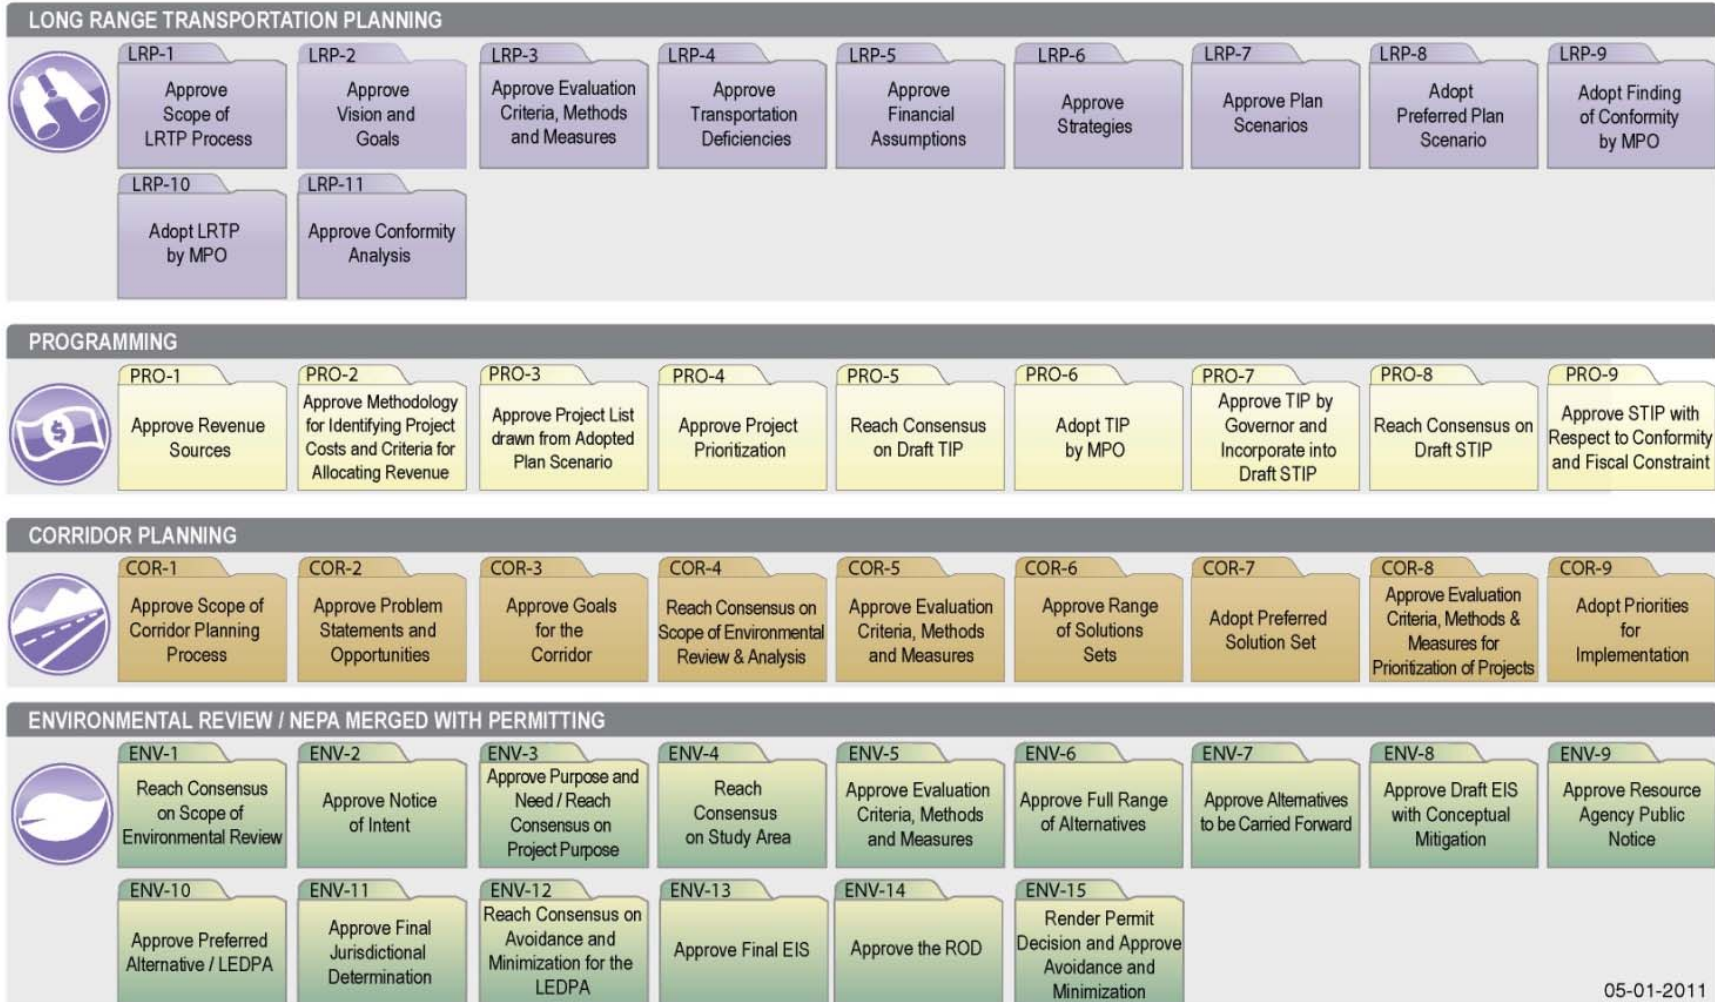 LONG RANGE TRANSPORTATION PLANNING
LRP-1
Approve
Scope of
LRTP Process
LRP-2
Approve
Vision and
Goals
LRP-3
Approve Evaluation
Criteria, Methods
and Measures
LRP-4
Approve
Transportation
Deficiencies
LRP-5
Approve
Financial
Assumptions
LRP-6
Approve
Strategies
LRP-7
Approve Plan
Scenarios
LRP-8
Adopt
Preferred Plan
Scenario
LRP-9
Adopt Finding
of Conformity
by MPO
LRP-10
Adopt LRTP
by MPO
LRP-11
Approve Conformity
Analysis
PROGRAMMING
PRO-1
Approve Revenue
Sources
PRO-2
Approve Methodology
for Identifying Project
Costs and Criteria for
Allocating Revenue
PRO-3
Approve Project List
drawn from Adopted
Plan Scenario
PRO-4
Approve Project
Prioritization
PRO-5
Reach Consensus
on Draft TIP
PRO-6
Adopt TIP
by MPO
PRO-7
Approve TIP by
Governor and
Incorporate into
Draft STIP
PRO-8
Reach Consensus on
Draft STIP
PRO-9
Approve STIP with
Respect to Conformity
and Fiscal Constraint
$
CORRIDOR PLANNING
COR-1
Approve Scope of
Corridor Planning
Process
COR-2
Approve Problem
Statements and
Opportunities
COR-3
Approve Goals
for the
Corridor
COR-4
Reach Consensus on
Scope of Environmental
Review & Analysis
COR-5
Approve Evaluation
Criteria, Methods
and Measures
COR-6
Approve Range
of Solutions
Sets
COR-7
Adopt Preferred
Solution Set
COR-8
Approve Evaluation
Criteria, Methods &
Measures for
Prioritization of Projects
COR-9
Adopt Priorities
for
Implementation
ENVIRONMENTAL REVIEW / NEPA MERGED WITH PERMITTING
ENV-1
Reach Consensus
on Scope of
Environmental Review
ENV-2
Approve Notice
of Intent
ENV-3
Approve Purpose and
Need / Reach
Consensus on
Project Purpose
ENV-4
Reach
Consensus
on Study Area
ENV-5
Approve Evaluation
Criteria, Methods
and Measures
ENV-6
Approve Full Range
of Alternatives
ENV-7
Approve Alternatives
to be Carried Forward
ENV-8
Approve Draft EIS
with Conceptual
Mitigation
ENV-9
Approve Resource
Agency Public
Notice
ENV-10
Approve Preferred
Alternative / LEDPA
ENV-11
Approve Final
Jurisdictional
Determination
ENV-12
Reach Consensus on
Avoidance and
Minimization for the
LEDPA
ENV-13
Approve Final EIS
ENV-14
Approve the ROD
ENV-15
Render Permit
Decision and Approve
Avoidance and
Minimization
05-01-2011